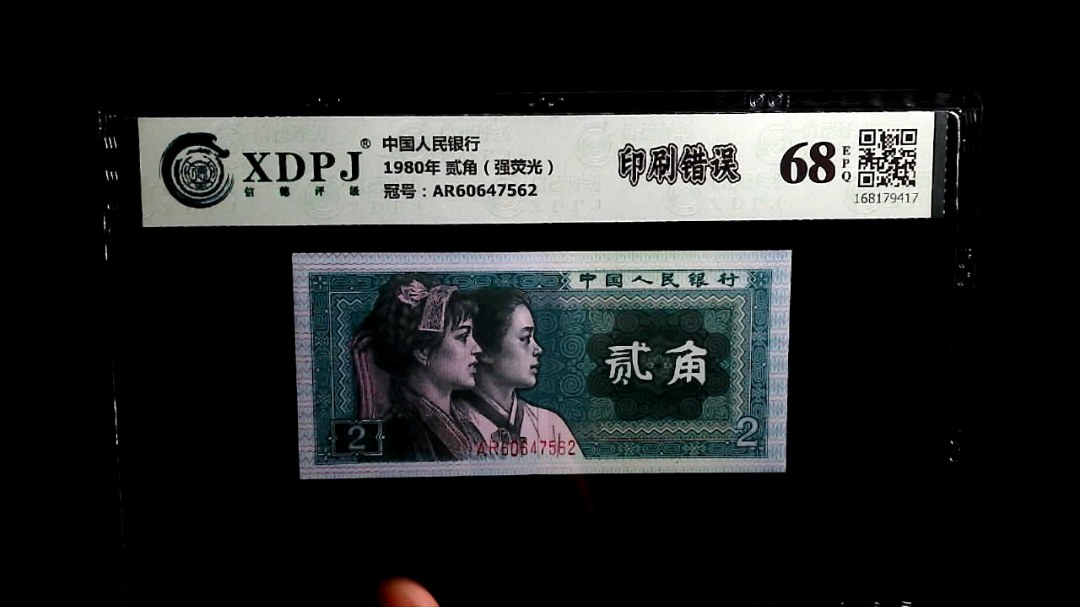 XDPJ®
信德评级
中国人民银行
1980年 贰角（强荧光）
冠号：AR60647562
印刷错误
68
EPQ
168179417
中国人民银行
贰角
2
2
AR60647562